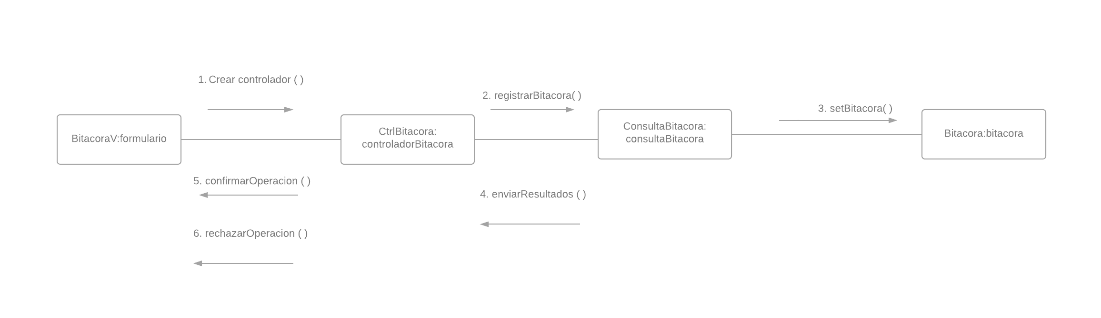 1. Crear controlador ( )
2. registrarBitacora()
3. setBitacora( )
BitacoraV:formulario
CtrlBitacora:
controladorBitacora
ConsultaBitacora:
consultaBitacora
Bitacora:bitacora
5. confirmarOperacion ( )
4. enviarResultados ( )
6. rechazarOperacion ( )